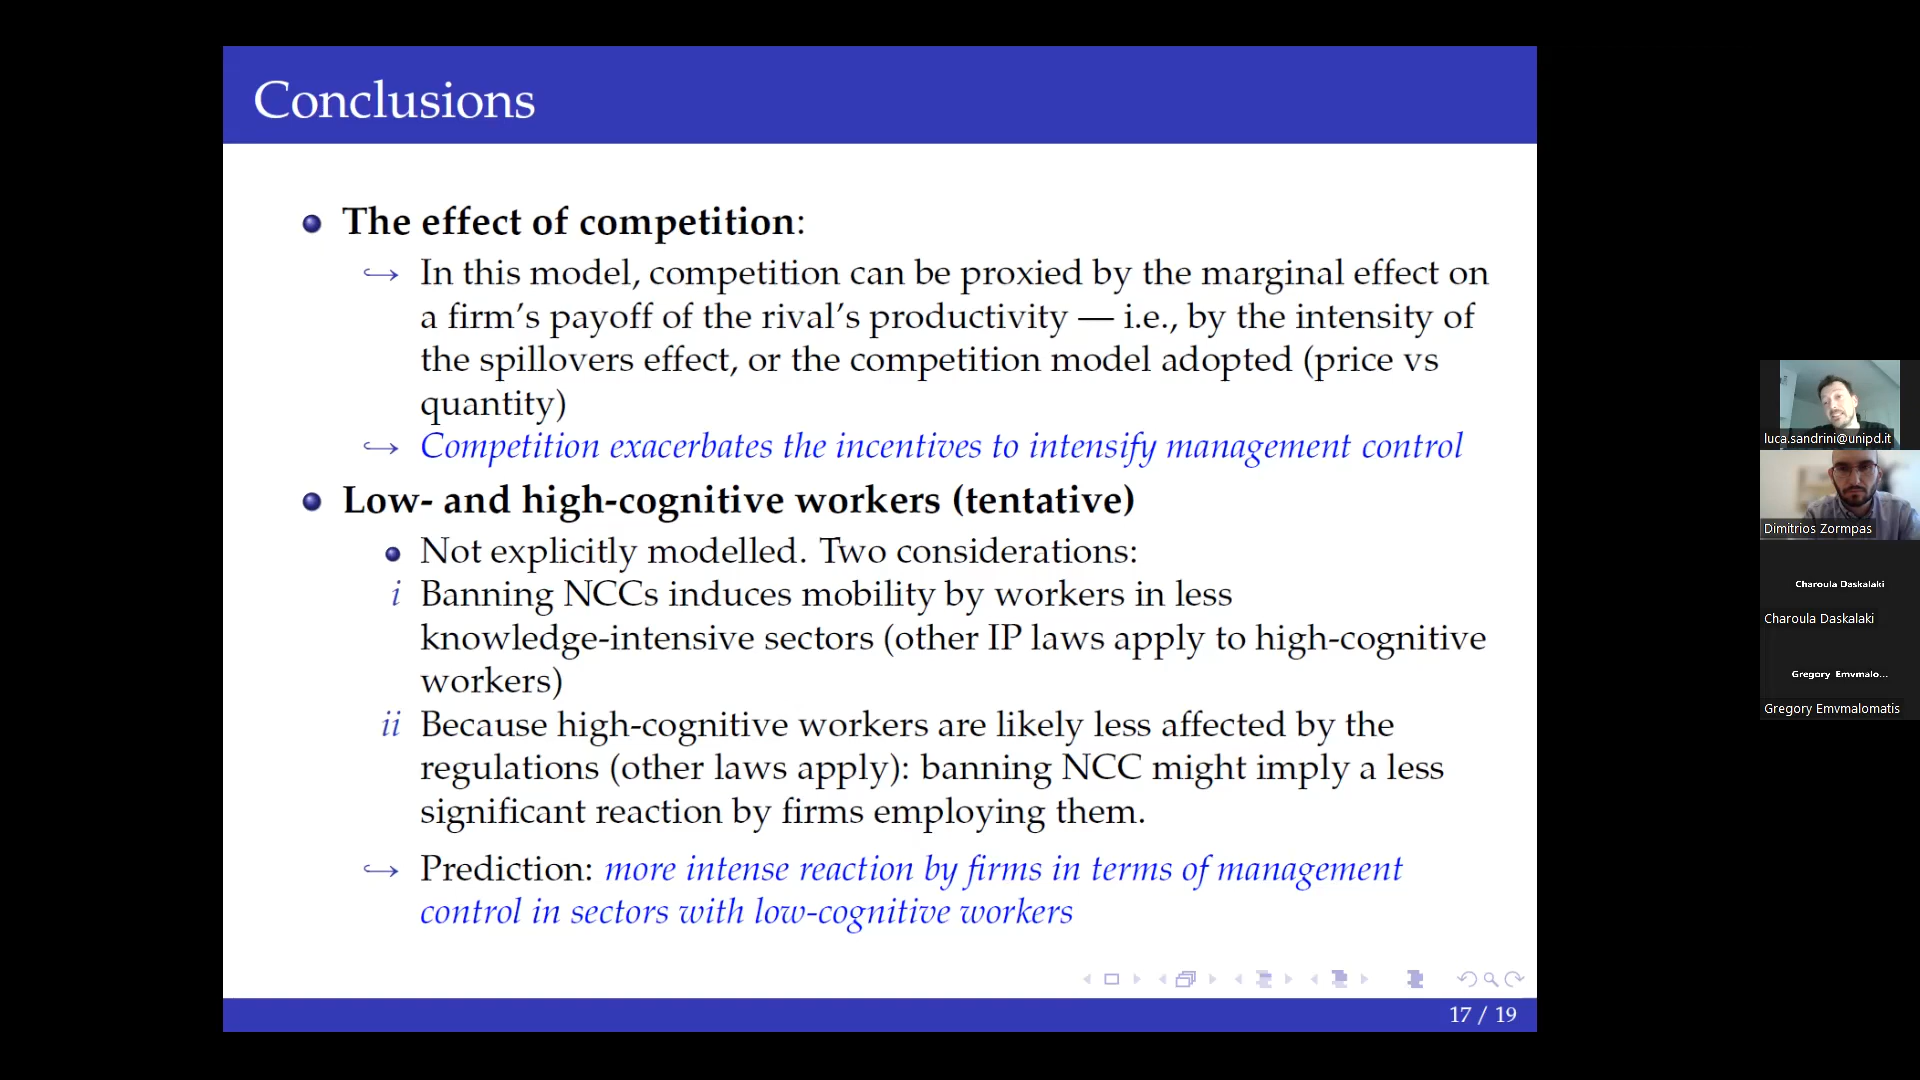 Conclusions
The effect of competition:
↪ In this model, competition can be proxied by the marginal effect on
a firm's payoff of the rival's productivity — i.e., by the intensity of
the spillovers effect, or the competition model adopted (price vs
quantity)
↪ Competition exacerbates the incentives to intensify management control
Low- and high-cognitive workers (tentative)
Not explicitly modelled. Two considerations:
i Banning NCCs induces mobility by workers in less
knowledge-intensive sectors (other IP laws apply to high-cognitive
workers)
ii Because high-cognitive workers are likely less affected by the
regulations (other laws apply): banning NCC might imply a less
significant reaction by firms employing them.
↪ Prediction: more intense reaction by firms in terms of management
control in sectors with low-cognitive workers
17 / 19
luca.sandrini@unipd.it
Dimitrios Zormpas
Charoula Daskalaki
Charoula Daskalaki
Gregory Emvmalo...
Gregory Emvmalomatis